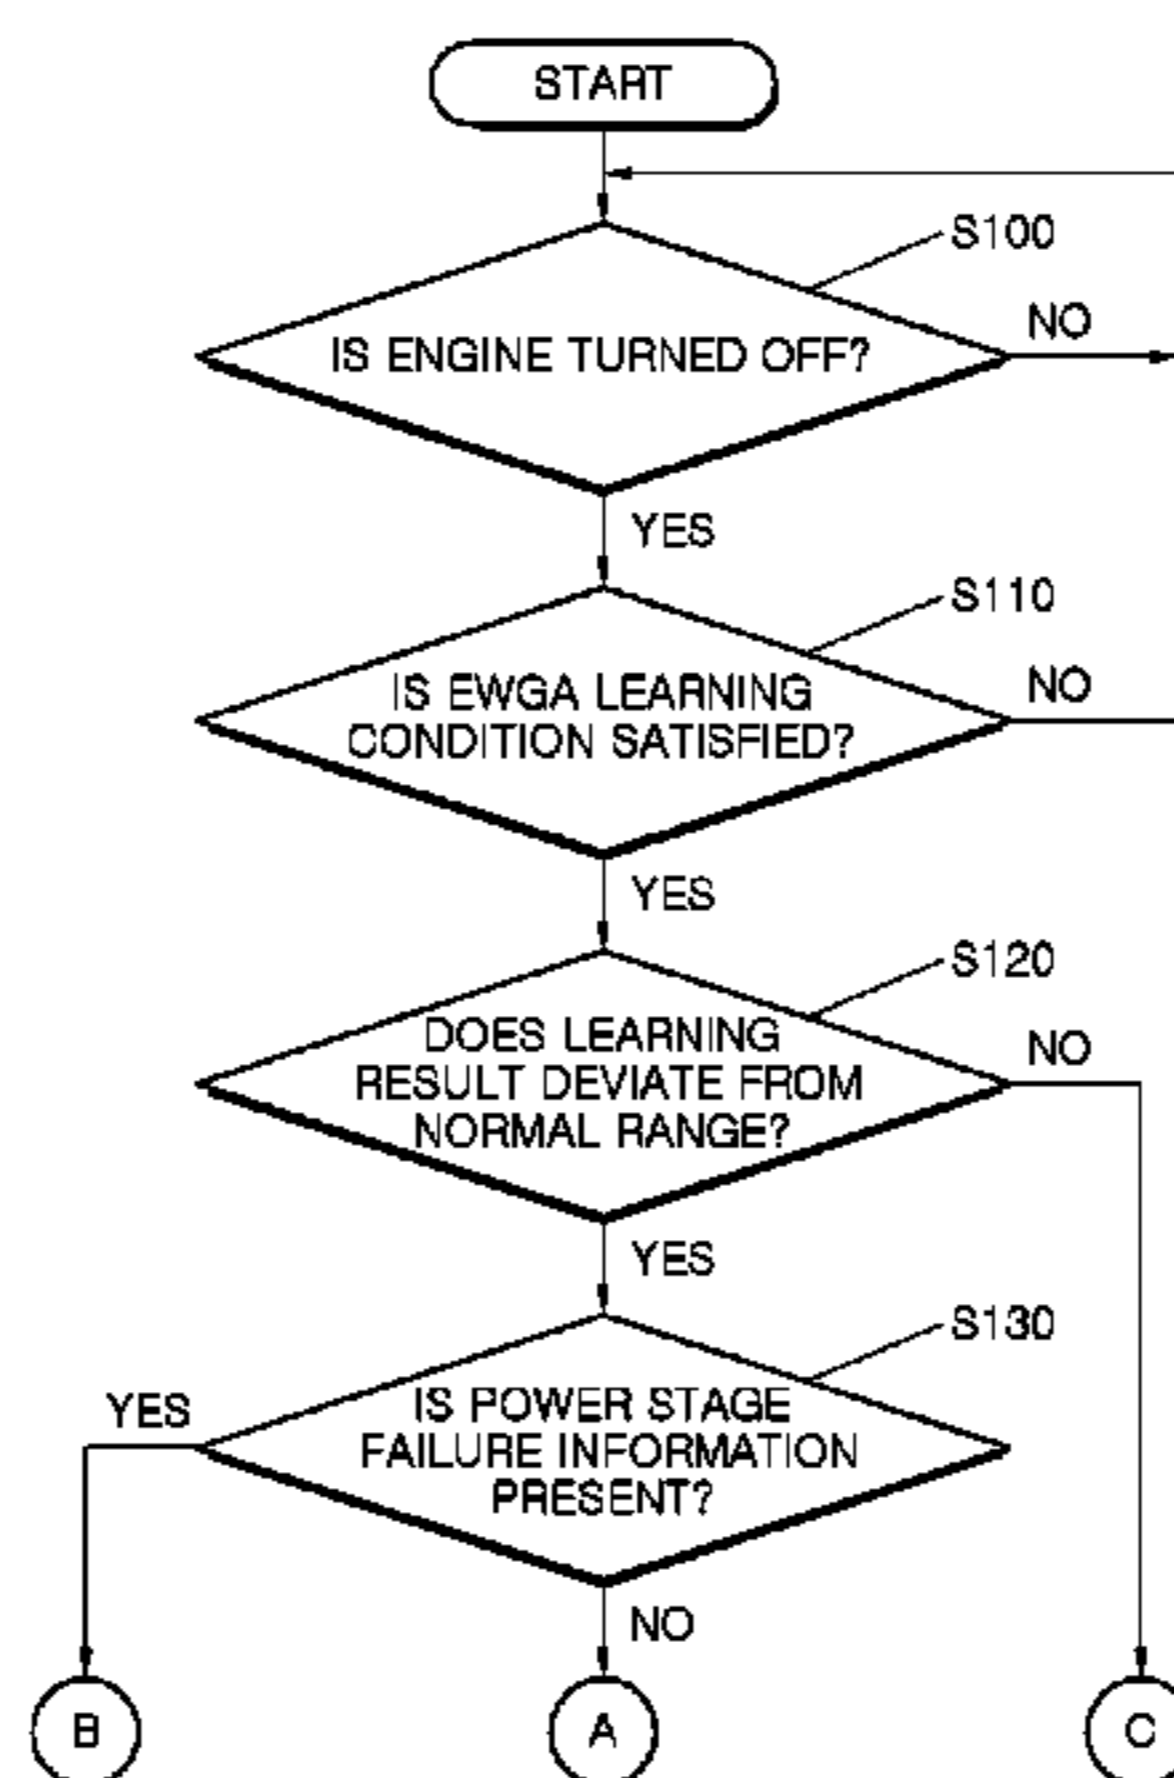 START
S100
IS ENGINE TURNED OFF?
NO
YES
S110
IS EWGA LEARNING
CONDITION SATISFIED?
NO
YES
S120
DOES LEARNING
RESULT DEVIATE FROM
NORMAL RANGE?
NO
YES
S130
IS POWER STAGE
FAILURE INFORMATION
PRESENT?
YES
NO
B
A
C